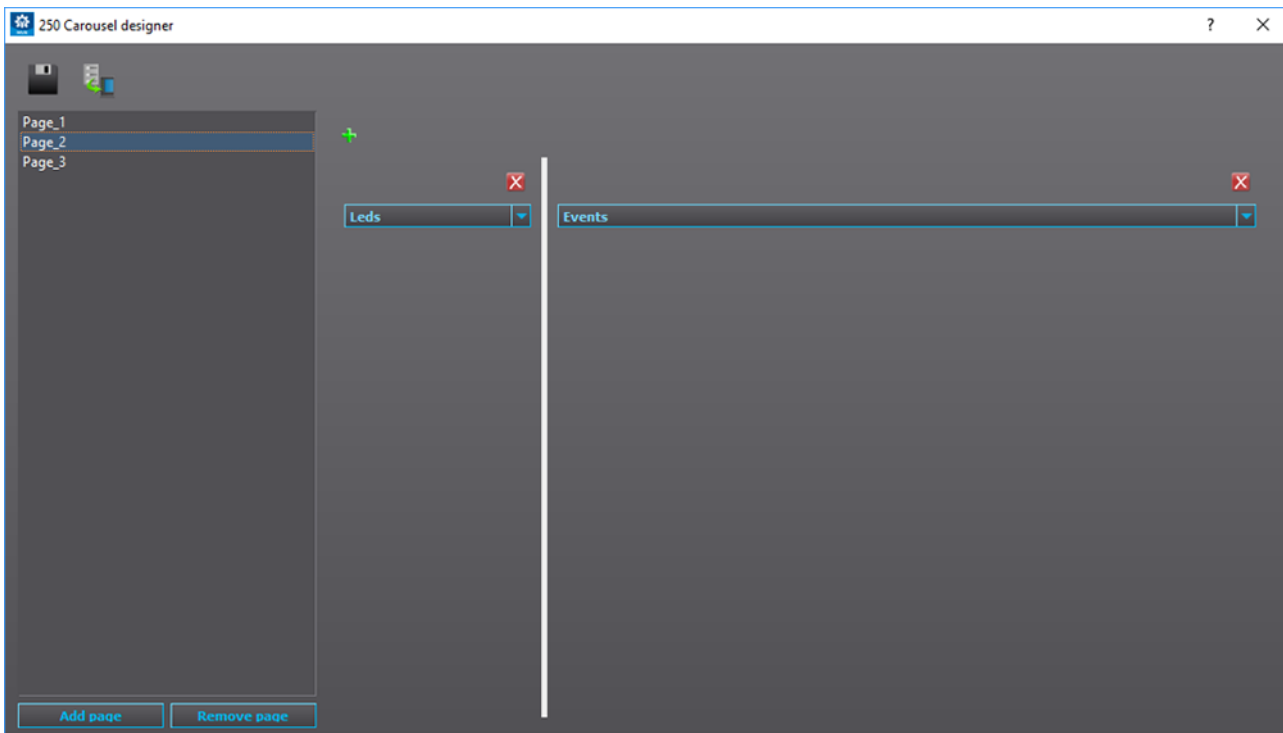 250 Carousel designer
Page_1
Page_2
Page_3
Leds
Events
Add page
Remove page